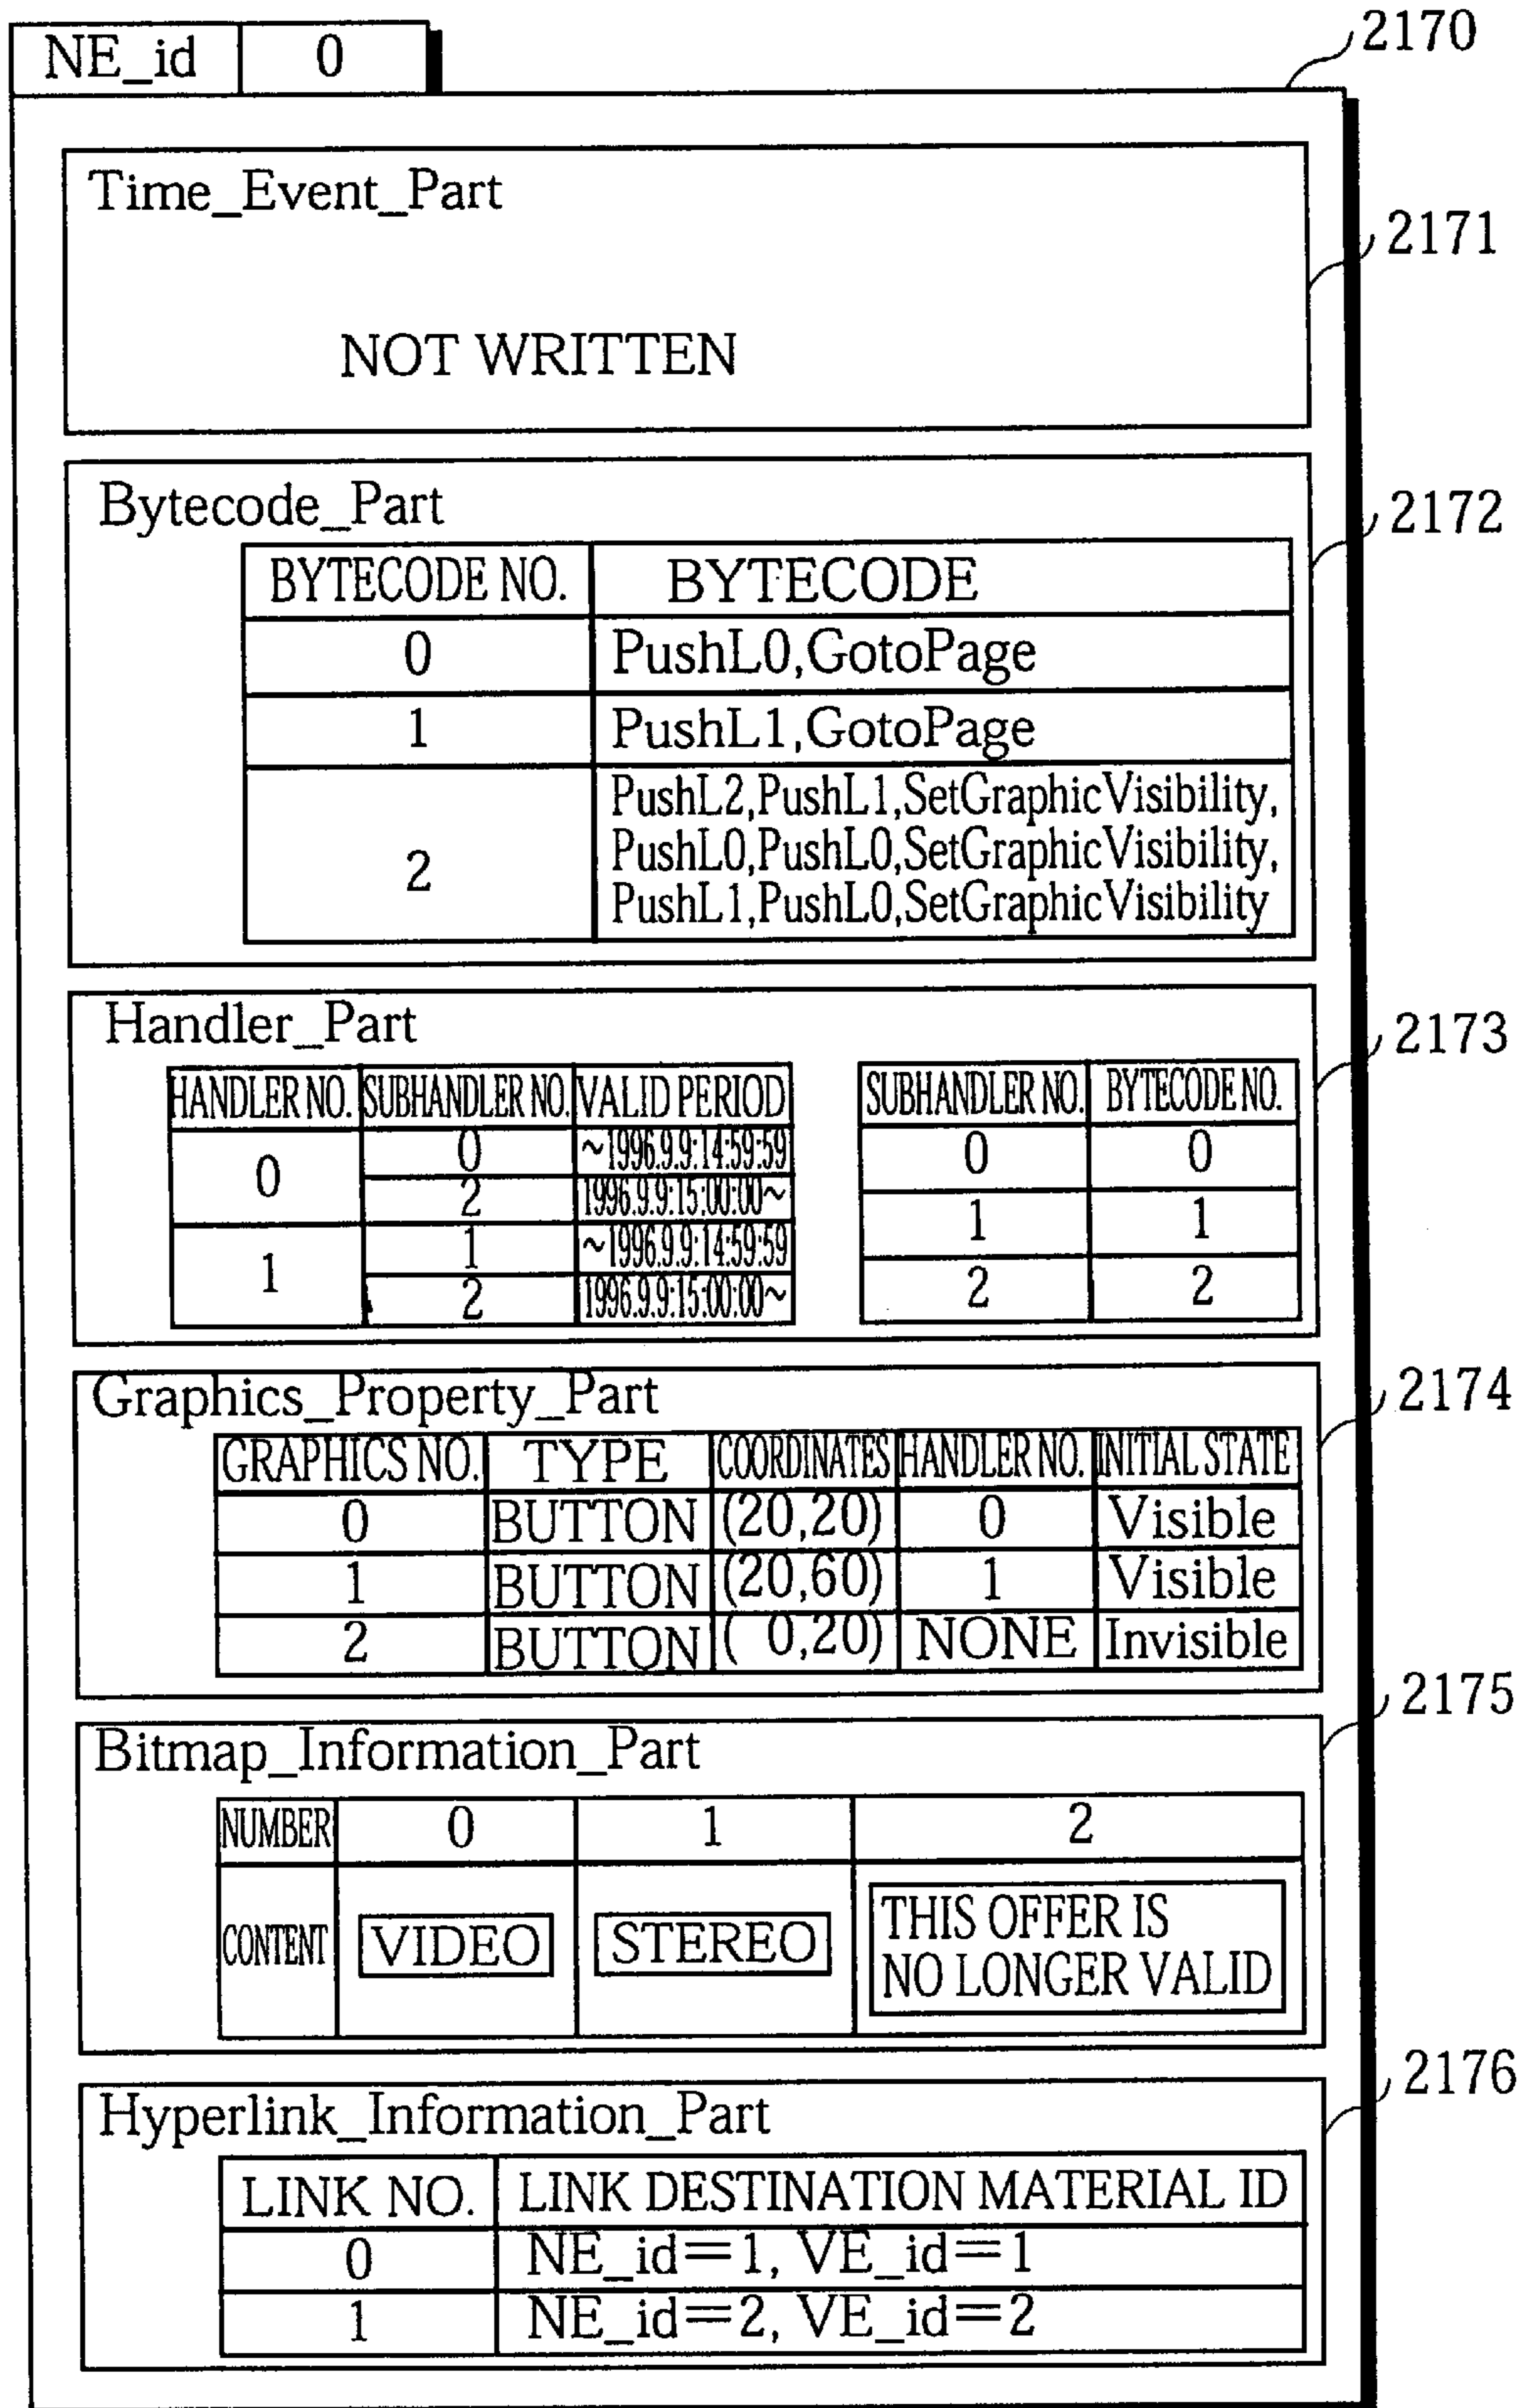 NE_id 0
2170
Time_Event_Part
2171
NOT WRITTEN
Bytecode_Part
2172
BYTECODE NO. BYTECODE
0 PushL0,GotoPage
1 PushL1,GotoPage
2 PushL2,PushL1,SetGraphicVisibility,
PushL0,PushL0,SetGraphicVisibility,
PushL1,PushL0,SetGraphicVisibility
Handler_Part
2173
HANDLER NO. SUBHANDLER NO. VALID PERIOD
0 0 ~1996.9.9:14:59:59
2 1996.9.9:15:00:00~
1 1 ~1996.9.9:14:59:59
2 1996.9.9:15:00:00~
SUBHANDLER NO. BYTECODE NO.
0 0
1 1
2 2
Graphics_Property_Part
2174
GRAPHICS NO. TYPE COORDINATES HANDLER NO. INITIAL STATE
0 BUTTON (20,20) 0 Visible
1 BUTTON (20,60) 1 Visible
2 BUTTON ( 0,20) NONE Invisible
2175
Bitmap_Information_Part
NUMBER 0 1 2
CONTENT VIDEO STEREO THIS OFFER IS
NO LONGER VALID
2176
Hyperlink_Information_Part
LINK NO. LINK DESTINATION MATERIAL ID
0 NE_id=1, VE_id=1
1 NE_id=2, VE_id=2